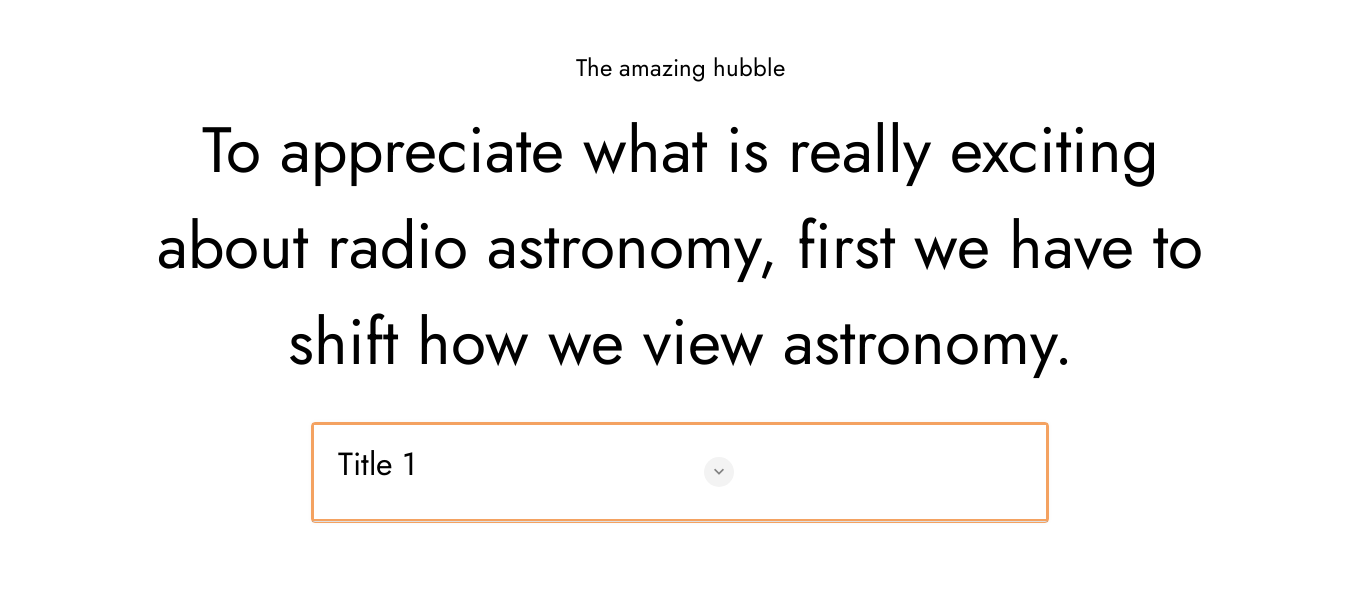 The amazing hubble
To appreciate what is really exciting
about radio astronomy, first we have to
shift how we view astronomy.
Title 1